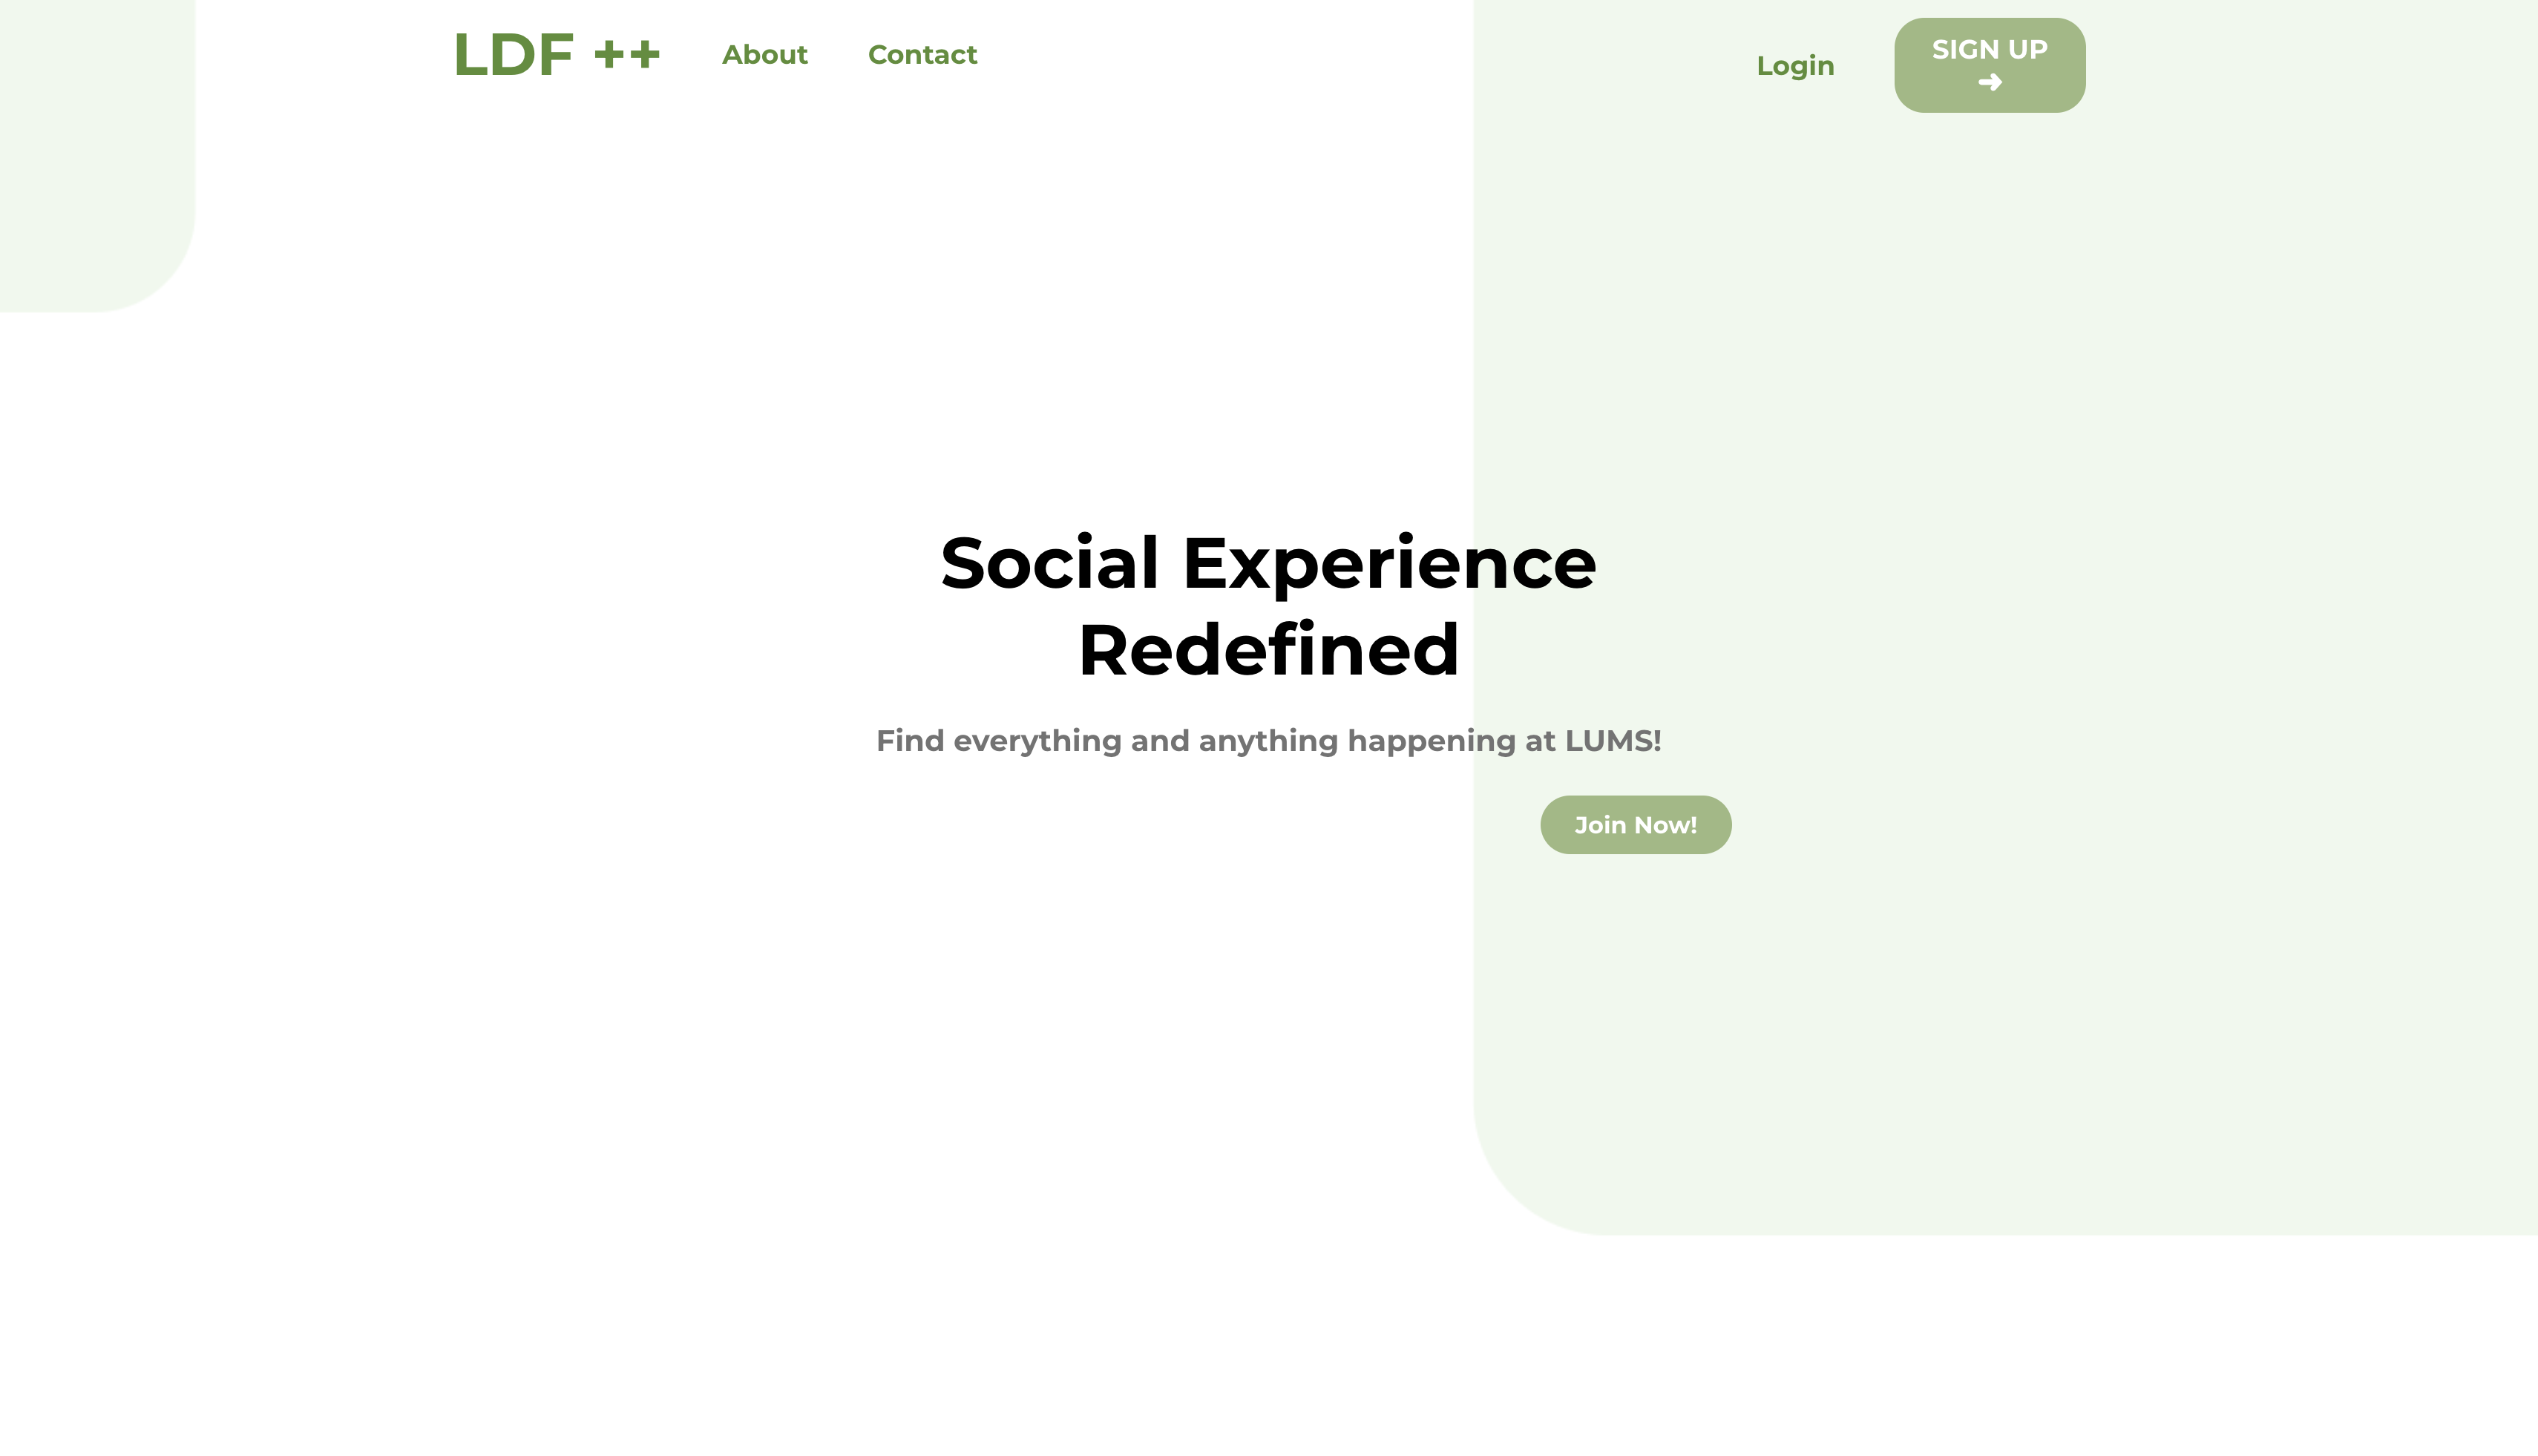 LDF ++
About
Contact
Login
SIGN UP
➜
Social Experience
Redefined
Find everything and anything happening at LUMS!
Join Now!